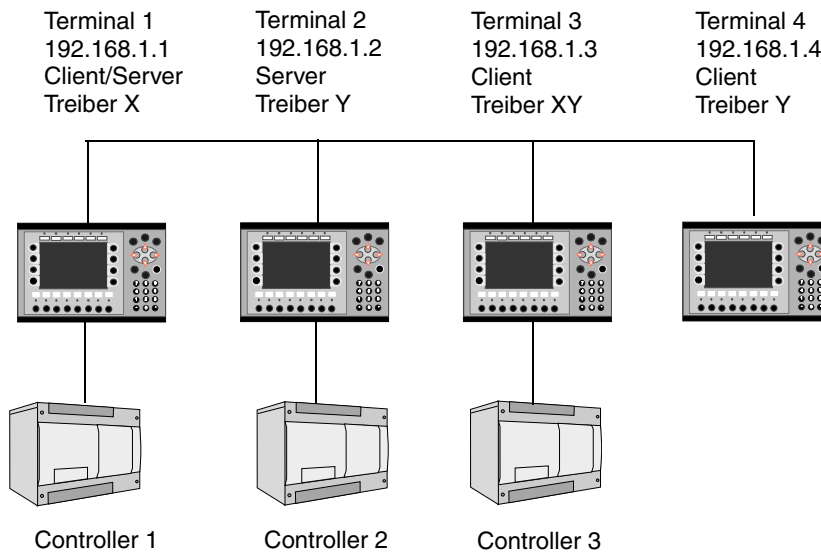 Terminal 1
192.168.1.1
Client/Server
Treiber X
Terminal 2
192.168.1.2
Server
Treiber Y
Terminal 3
192.168.1.3
Client
Treiber XY
Terminal 4
192.168.1.4
Client
Treiber Y
Controller 1
Controller 2
Controller 3